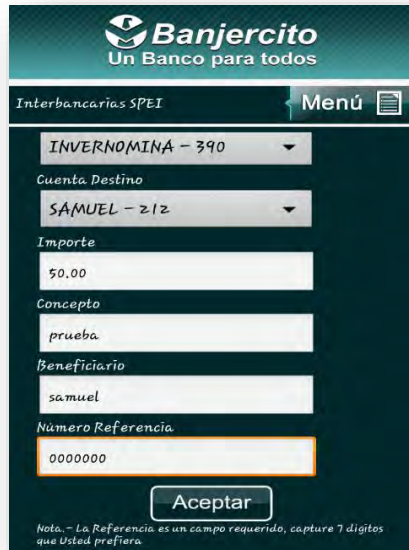 Banjercito
Un Banco para todos
Interbancarias SPEI
Menú
INVERNOMINA - 390
Cuenta Destino
SAMUEL - 212
Importe
50.00
Concepto
prueba
Beneficiario
samuel
Número Referencia
0000000
Aceptar
Nota.- La Referencia es un campo requerido, capture 7 digitos
que Usted prefiera